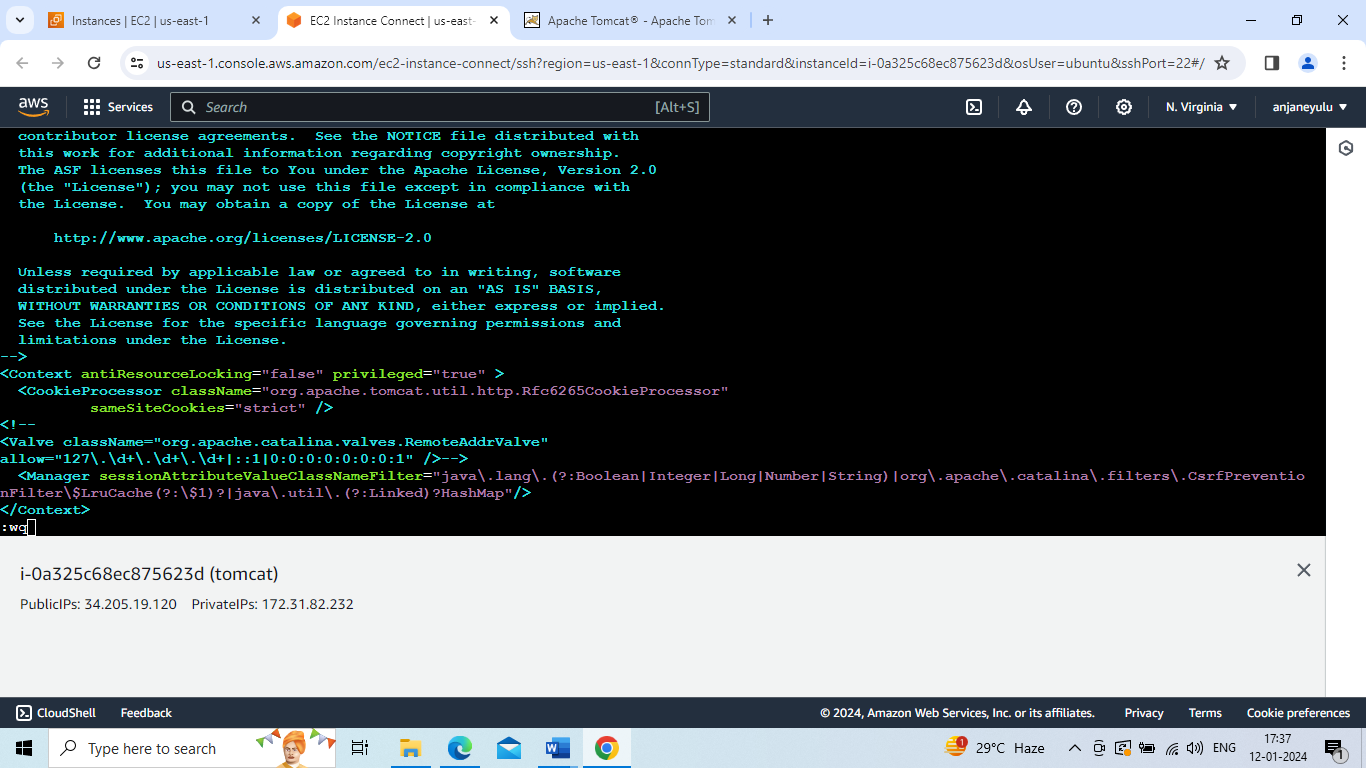 Instances | EC2 | us-east-1
EC2 Instance Connect | us-east-
Apache Tomcat® - Apache Tom
us-east-1.console.aws.amazon.com/ec2-instance-connect/ssh?region=us-east-1&connType=standard&instanceId=i-0a325c68ec875623d&osUser=ubuntu&sshPort=22#/
aws
Services
Search
[Alt+S]
N. Virginia
anjaneyulu
contributor license agreements.  See the NOTICE file distributed with
this work for additional information regarding copyright ownership.
The ASF licenses this file to You under the Apache License, Version 2.0
(the "License"); you may not use this file except in compliance with
the License.  You may obtain a copy of the License at
http://www.apache.org/licenses/LICENSE-2.0
Unless required by applicable law or agreed to in writing, software
distributed under the License is distributed on an "AS IS" BASIS,
WITHOUT WARRANTIES OR CONDITIONS OF ANY KIND, either express or implied.
See the License for the specific language governing permissions and
limitations under the License.
-->
<Context antiResourceLocking="false" privileged="true" >
<CookieProcessor className="org.apache.tomcat.util.http.Rfc6265CookieProcessor"
sameSiteCookies="strict" />
<!--
<Valve className="org.apache.catalina.valves.RemoteAddrValve"
allow="127\.\d+\.\d+\.\d+|::1|0:0:0:0:0:0:0:1" />-->
<Manager sessionAttributeValueClassNameFilter="java\.lang\.(?:Boolean|Integer|Long|Number|String)|org\.apache\.catalina\.filters\.CsrfPreventio
nFilter\$LruCache(?:\$1)?|java\.util\.(?:Linked)?HashMap"/>
</Context>
:wq
i-0a325c68ec875623d (tomcat)
PublicIPs: 34.205.19.120 PrivateIPs: 172.31.82.232
CloudShell
Feedback
© 2024, Amazon Web Services, Inc. or its affiliates.
Privacy
Terms
Cookie preferences
Type here to search
1
29°C Haze
ENG
17:37
12-01-2024
1